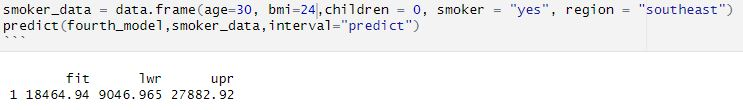 smoker_data = data.frame(age=30, bmi=24,children = 0, smoker = "yes", region = "southeast")
predict(fourth_model,smoker_data,interval="predict")
```
fit lwr upr
1 18464.94 9046.965 27882.92